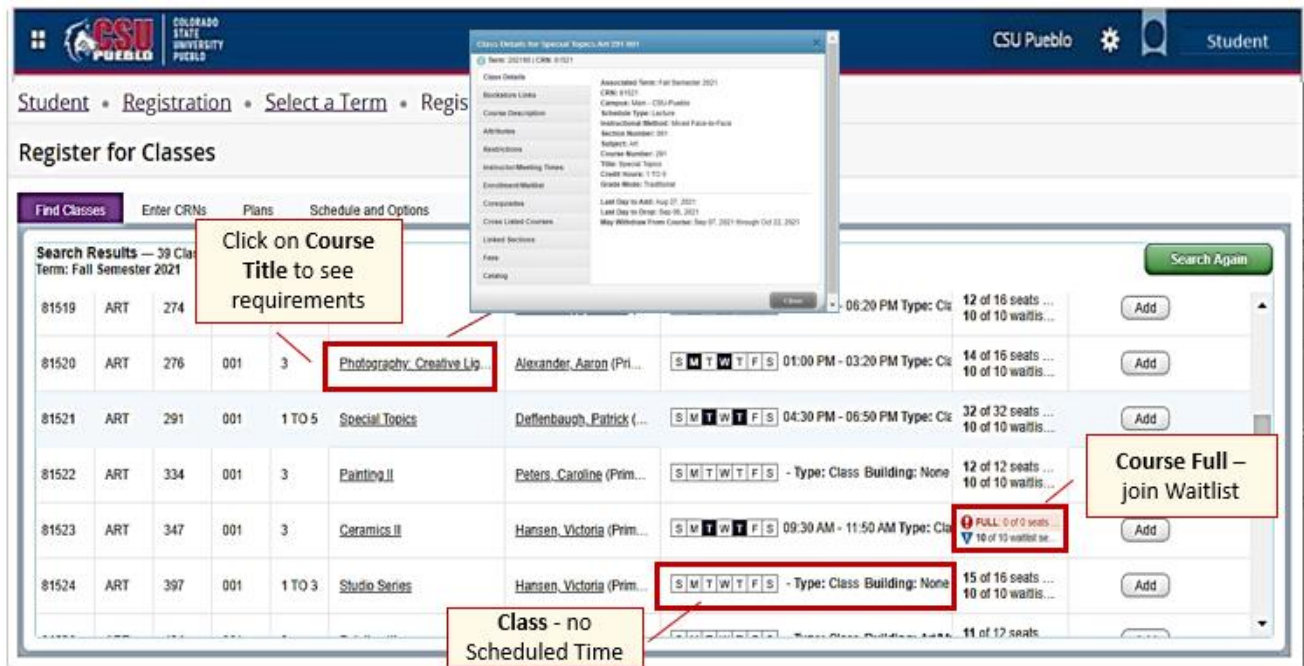 CSU PUEBLO
COLORADO
STATE
UNIVERSITY
PUEBLO
CSU Pueblo
Student
Student • Registration • Select a Term • Regis
Register for Classes
Find Classes Enter CRNs Plans Schedule and Options
Search Results — 39 Cla
Term: Fall Semester 2021
Search Again
Click on Course
Title to see
requirements
Class Details for Special Topics Art 291 001
Term: 202180 | CRN: 81521
Class Details
Bookstore Links
Course Description
Attributes
Restrictions
Instructor/Meeting Times
Enrollment/Waitlist
Corequisites
Cross Listed Courses
Linked Sections
Fees
Catalog
Associated Term: Fall Semester 2021
CRN: 81521
Campus: Main - CSU-Pueblo
Schedule Type: Lecture
Instructional Method: Mixed Face-to-Face
Section Number: 001
Subject: Art
Course Number: 291
Title: Special Topics
Credit Hours: 1 TO 5
Grade Mode: Traditional
Last Day to Add: Aug 27, 2021
Last Day to Drop: Sep 06, 2021
May Withdraw From Course: Sep 07, 2021 through Oct 22, 2021
Close
81519 ART 274 - 06:20 PM Type: Cla 12 of 16 seats ... Add
10 of 10 waitlis...
81520 ART 276 001 3 Photography: Creative Lig... Alexander, Aaron (Pri... S M T W T F S 01:00 PM - 03:20 PM Type: Cla 14 of 16 seats ... Add
10 of 10 waitlis...
81521 ART 291 001 1 TO 5 Special Topics Deffenbaugh, Patrick (... S M T W T F S 04:30 PM - 06:50 PM Type: Cla 32 of 32 seats ... Add
10 of 10 waitlis...
81522 ART 334 001 3 Painting II Peters, Caroline (Prim... S M T W T F S - Type: Class Building: None 12 of 12 seats ... Add
10 of 10 waitlis...
81523 ART 347 001 3 Ceramics II Hansen, Victoria (Prim... S M T W T F S 09:30 AM - 11:50 AM Type: Cla FULL: 0 of 0 seats ... Add
10 of 10 waitlist se...
81524 ART 397 001 1 TO 3 Studio Series Hansen, Victoria (Prim... S M T W T F S - Type: Class Building: None 15 of 16 seats ... Add
10 of 10 waitlis...
11 of 12 seats
Course Full –
join Waitlist
Class - no
Scheduled Time